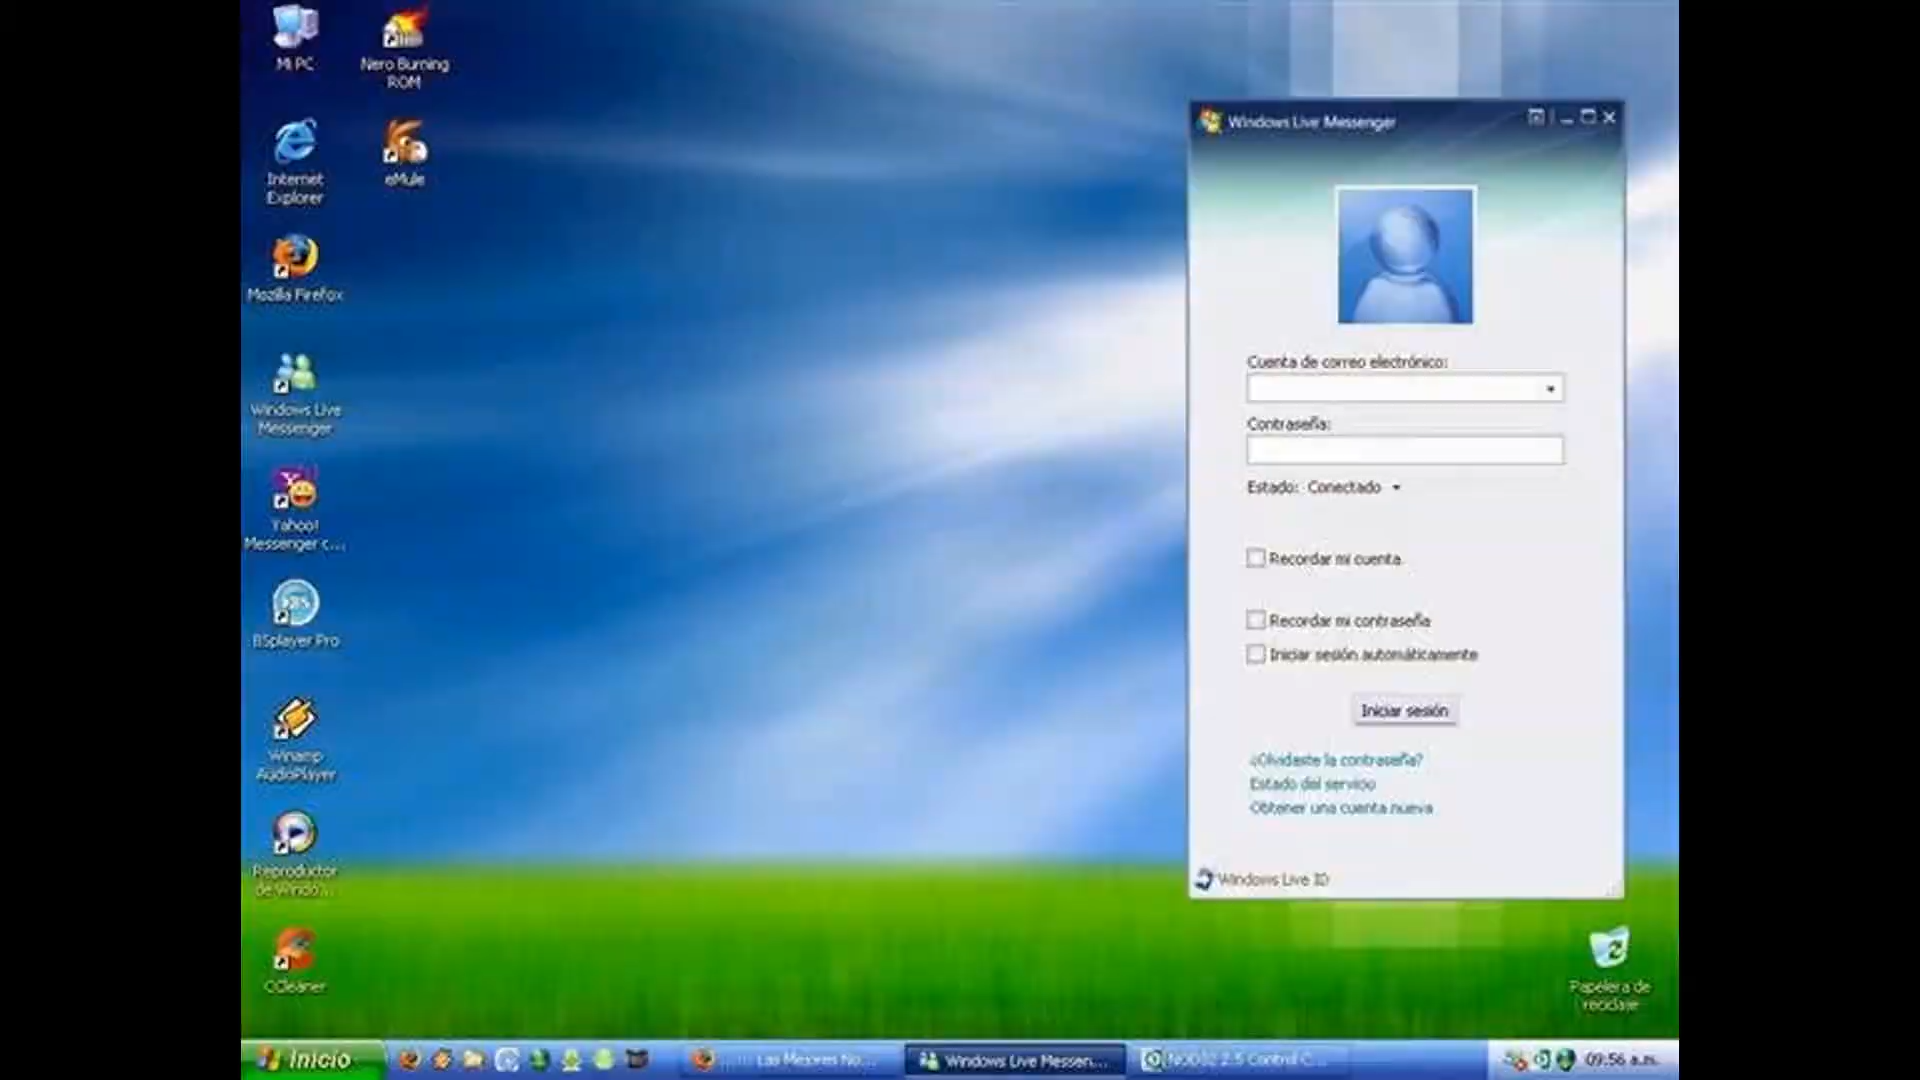 Mi PC
Nero Burning
ROM
Internet
Explorer
eMule
Mozilla Firefox
Windows Live
Messenger
Yahoo!
Messenger c...
BSplayer Pro
Winamp
AudioPlayer
Reproductor
de Windo...
CCleaner
Windows Live Messenger
Cuenta de correo electrónico:
Contraseña:
Estado: Conectado
Recordar mi cuenta
Recordar mi contraseña
Iniciar sesión automáticamente
Iniciar sesión
¿Olvidaste la contraseña?
Estado del servicio
Obtener una cuenta nueva
Windows Live ID
Papelera de
reciclaje
Inicio
Las Mejores No...
Windows Live Messen...
NOD32 2.5 Control C...
09:56 a.m.